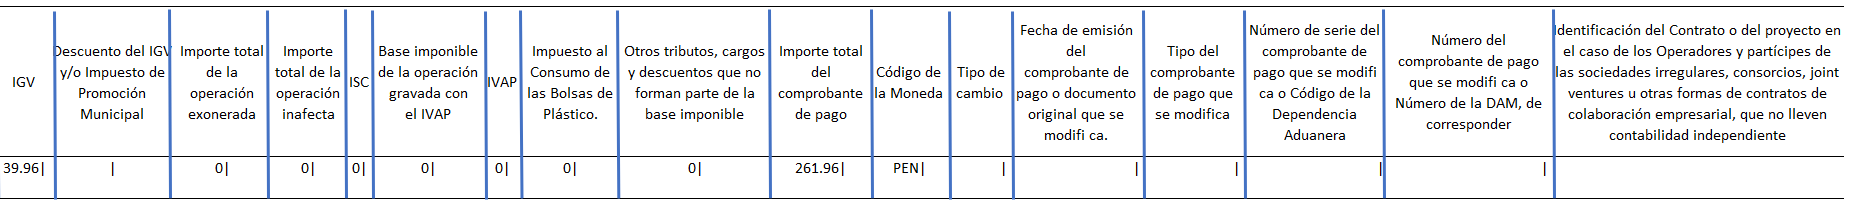 IGV
Descuento del IGV
y/o Impuesto de
Promoción
Municipal
Importe total
de la
operación
exonerada
Importe
total de la
operación
inafecta
ISC
Base imponible
de la operación
gravada con
el IVAP
IVAP
Impuesto al
Consumo de
las Bolsas de
Plástico.
Otros tributos, cargos
y descuentos que no
forman parte de la
base imponible
Importe total
del
comprobante
de pago
Código de
la Moneda
Tipo de
cambio
Fecha de emisión
del
comprobante de
pago o documento
original que se
modifi ca.
Tipo del
comprobante
de pago que
se modifica
Número de serie del
comprobante de
pago que se modifi
ca o Código de la
Dependencia
Aduanera
Número del
comprobante de pago
que se modifi ca o
Número de la DAM, de
corresponder
Identificación del Contrato o del proyecto en
el caso de los Operadores y partícipes de
las sociedades irregulares, consorcios, joint
ventures u otras formas de contratos de
colaboración empresarial, que no lleven
contabilidad independiente
39.96| | 0| 0| 0| 0| 0| 0| 0| 261.96| PEN| | | | | |